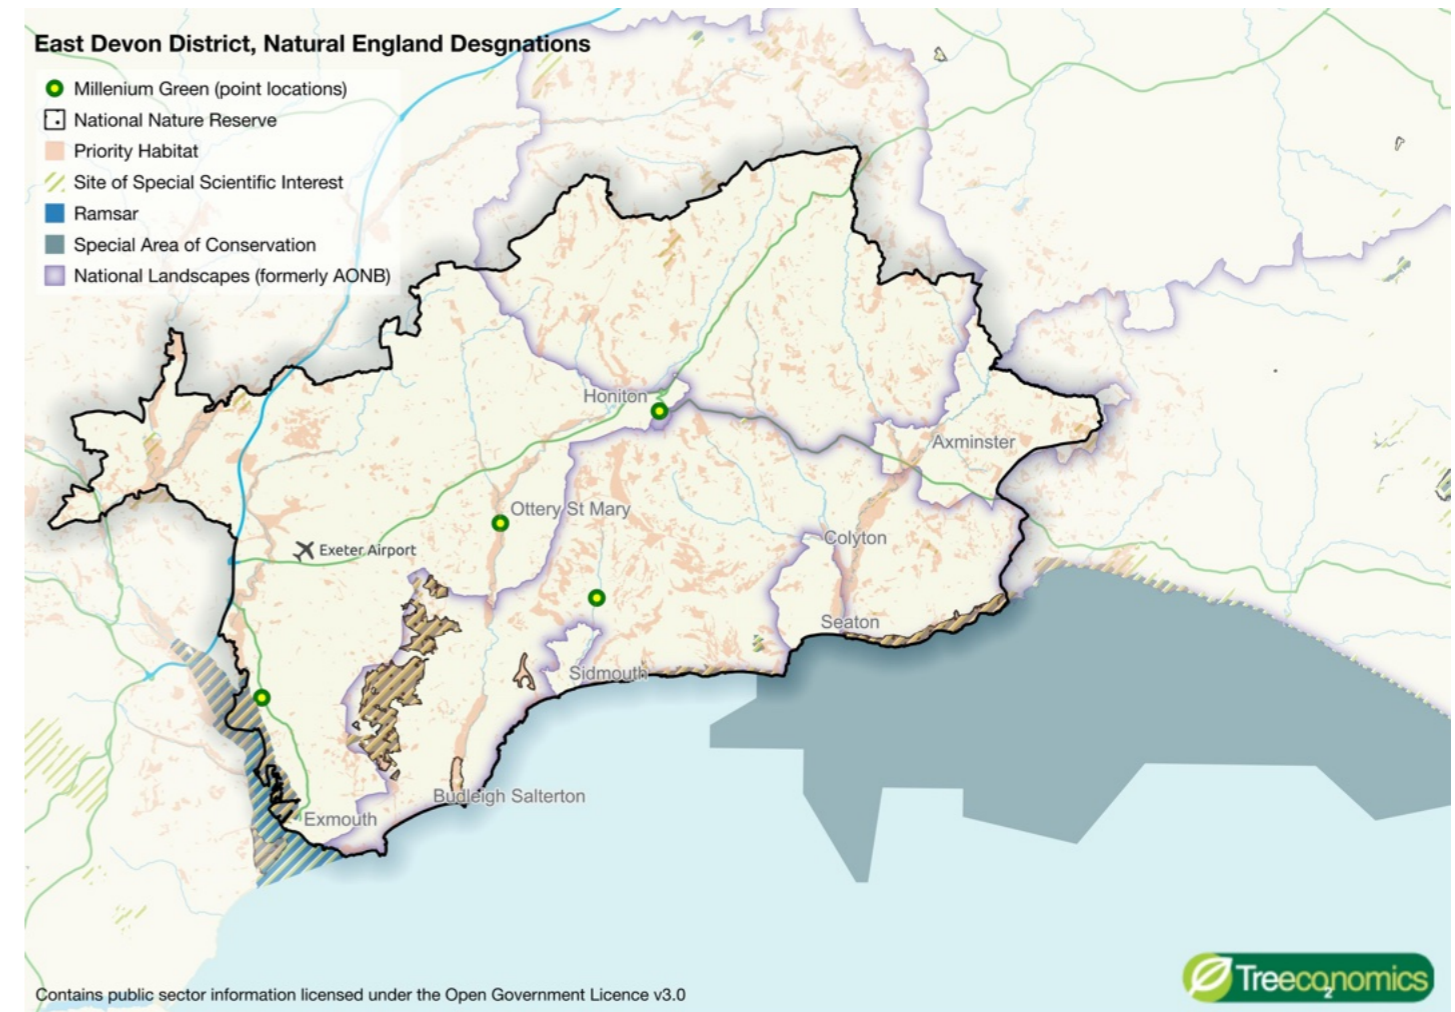 East Devon District, Natural England Desgnations
Millenium Green (point locations)
National Nature Reserve
Priority Habitat
Site of Special Scientific Interest
Ramsar
Special Area of Conservation
National Landscapes (formerly AONB)
Honiton
Axminster
Ottery St Mary
Colyton
Exeter Airport
Seaton
Sidmouth
Budleigh Salterton
Exmouth
Treeco2nomics
Contains public sector information licensed under the Open Government Licence v3.0